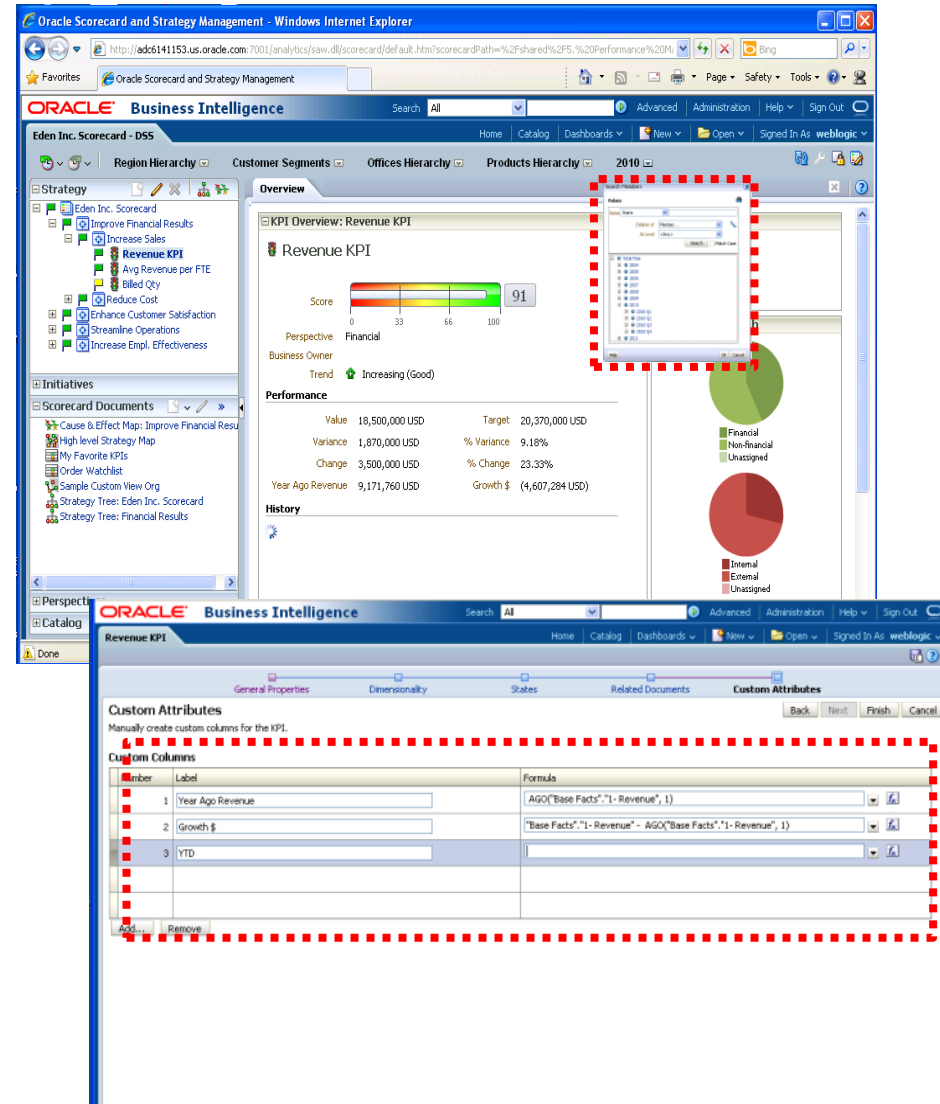 Oracle Scorecard and Strategy Management - Windows Internet Explorer
http://adc6141153.us.oracle.com:7001/analytics/saw.dll/scorecard/default.htm?scorecardPath=%2Fshared%2F5.%20Performance%20M
Bing
Favorites Oracle Scorecard and Strategy Management Page Safety Tools
ORACLE Business Intelligence Search All Advanced Administration Help Sign Out
Eden Inc. Scorecard - DSS Home Catalog Dashboards New Open Signed In As weblogic
Region Hierarchy Customer Segments Offices Hierarchy Products Hierarchy 2010
Strategy
Eden Inc. Scorecard
Improve Financial Results
Increase Sales
Revenue KPI
Avg Revenue per FTE
Billed Qty
Reduce Cost
Enhance Customer Satisfaction
Streamline Operations
Increase Empl. Effectiveness
Initiatives
Scorecard Documents
Cause & Effect Map: Improve Financial Resu
High level Strategy Map
My Favorite KPIs
Order Watchlist
Sample Custom View Org
Strategy Tree: Eden Inc. Scorecard
Strategy Tree: Financial Results
Catalog
Done
Overview
KPI Overview: Revenue KPI
Revenue KPI
Score 91
0 33 66 100
Perspective Financial
Business Owner
Trend Increasing (Good)
Performance
Value 18,500,000 USD Target 20,370,000 USD
Variance 1,870,000 USD % Variance 9.18%
Change 3,500,000 USD % Change 23.33%
Year Ago Revenue 9,171,760 USD Growth $ (4,607,284 USD)
History
Search Members
Search Match Case
Total Time
Help OK Cancel
Financial
Non-financial
Unassigned
Internal
External
Unassigned
ORACLE Business Intelligence Search All Advanced Administration Help Sign Out
Revenue KPI Home Catalog Dashboards New Open Signed In As weblogic
General Properties Dimensionality States Related Documents Custom Attributes
Custom Attributes Back Next Finish Cancel
Manually create custom columns for the KPI.
Custom Columns
Number Label Formula
1 Year Ago Revenue AGO("Base Facts"."1- Revenue", 1)
2 Growth $ "Base Facts"."1- Revenue" - AGO("Base Facts"."1- Revenue", 1)
3 YTD
Add... Remove